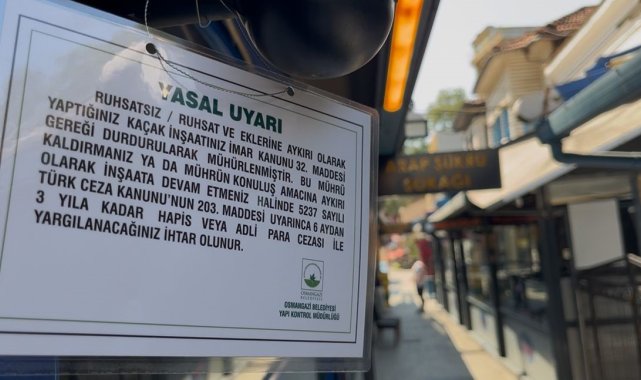 YASAL UYARI
RUHSATSIZ / RUHSAT VE EKLERİNE AYKIRI OLARAK
YAPTIĞINIZ KAÇAK İNŞAATINIZ İMAR KANUNU 32. MADDESİ
GEREĞİ DURDURULARAK MÜHÜRLENMİŞTİR. BU MÜHRÜ
KALDIRMANIZ YA DA MÜHRÜN KONULUŞ AMACINA AYKIRI
OLARAK İNŞAATA DEVAM ETMENİZ HALİNDE 5237 SAYILI
TÜRK CEZA KANUNU'NUN 203. MADDESİ UYARINCA 6 AYDAN
3 YILA KADAR HAPİS VEYA ADLİ PARA CEZASI İLE
YARGILANACAĞINIZ İHTAR OLUNUR.
OSMANGAZİ
BELEDİYESİ
OSMANGAZİ BELEDİYESİ
YAPI KONTROL MÜDÜRLÜĞÜ
ARAP ŞÜKRÜ
SOKAĞI